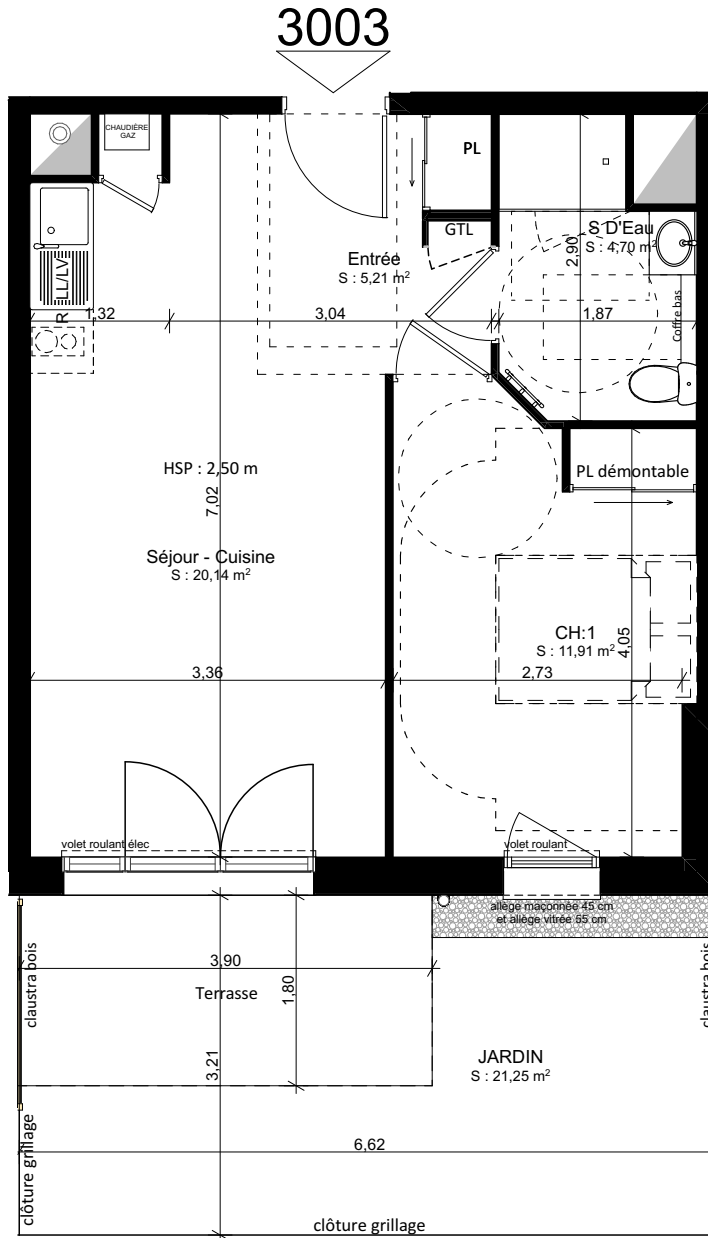 3003
CHAUDIÈRE
GAZ
PL
GTL
S D'Eau
S : 4,70 m²
2,90
Entrée
S : 5,21 m²
LL/LV
R
1,32
3,04
1,87
Coffre bas
HSP : 2,50 m
7,02
PL démontable
Séjour - Cuisine
S : 20,14 m²
CH:1
S : 11,91 m²
4,05
3,36
2,73
volet roulant élec
volet roulant
allège maçonnée 45 cm
et allège vitrée 55 cm
claustra bois
claustra bois
3,90
Terrasse
1,80
3,21
JARDIN
S : 21,25 m²
6,62
clôture grillage
clôture grillage